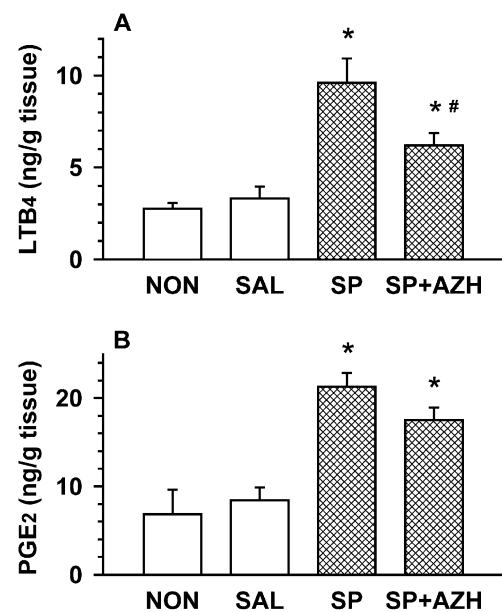 A
LTB4 (ng/g tissue)
10
5
0
*
* #
NON SAL SP SP+AZH
B
PGE2 (ng/g tissue)
20
10
0
*
*
NON SAL SP SP+AZH